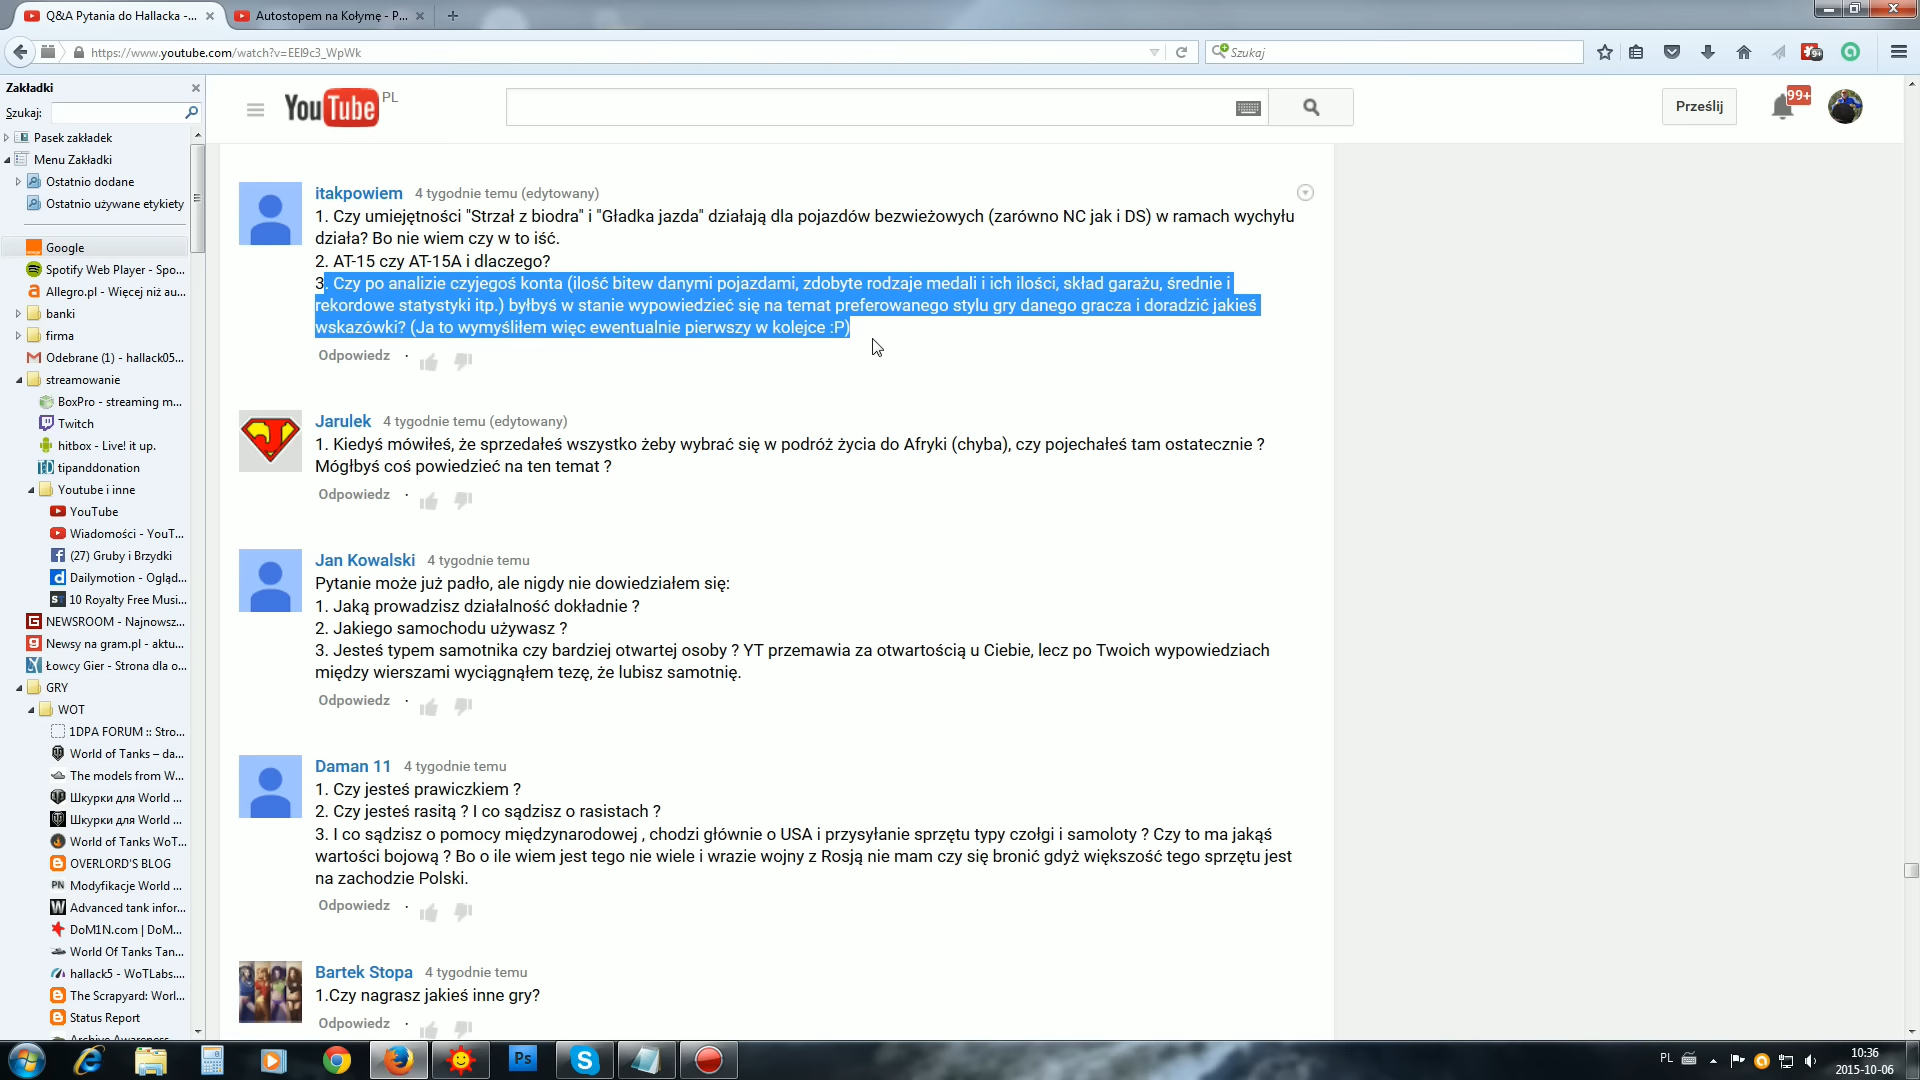 Q&A Pytania do Hallacka -...
Autostopem na Kołymę - P...
https://www.youtube.com/watch?v=EEl9c3_WpWk
Szukaj
9+
Zakładki
Szukaj:
Pasek zakładek
Menu Zakładki
Ostatnio dodane
Ostatnio używane etykiety
Google
Spotify Web Player - Spo...
Allegro.pl - Więcej niż au...
banki
firma
Odebrane (1) - hallack05...
streamowanie
BoxPro - streaming m...
Twitch
hitbox - Live! it up.
tipanddonation
Youtube i inne
YouTube
Wiadomości - YouT...
(27) Gruby i Brzydki
Dailymotion - Ogląd...
10 Royalty Free Musi...
NEWSROOM - Najnowsz...
Newsy na gram.pl - aktu...
Łowcy Gier - Strona dla o...
GRY
WOT
1DPA FORUM :: Stro...
World of Tanks – da...
The models from W...
Шкурки для World ...
Шкурки для World ...
World of Tanks WoT...
OVERLORD'S BLOG
Modyfikacje World ...
Advanced tank infor...
DoM1N.com | DoM...
World Of Tanks Tan...
hallack5 - WoTLabs....
The Scrapyard: Worl...
Status Report
Archive Awareness
YouTube PL
Prześlij
99+
itakpowiem 4 tygodnie temu (edytowany)
1. Czy umiejętności "Strzał z biodra" i "Gładka jazda" działają dla pojazdów bezwieżowych (zarówno NC jak i DS) w ramach wychyłu
działa? Bo nie wiem czy w to iść.
2. AT-15 czy AT-15A i dlaczego?
3. Czy po analizie czyjegoś konta (ilość bitew danymi pojazdami, zdobyte rodzaje medali i ich ilości, skład garażu, średnie i
rekordowe statystyki itp.) byłbyś w stanie wypowiedzieć się na temat preferowanego stylu gry danego gracza i doradzić jakieś
wskazówki? (Ja to wymyśliłem więc ewentualnie pierwszy w kolejce :P)
Odpowiedz ·
Jarulek 4 tygodnie temu (edytowany)
1. Kiedyś mówiłeś, że sprzedałeś wszystko żeby wybrać się w podróż życia do Afryki (chyba), czy pojechałeś tam ostatecznie ?
Mógłbyś coś powiedzieć na ten temat ?
Odpowiedz ·
Jan Kowalski 4 tygodnie temu
Pytanie może już padło, ale nigdy nie dowiedziałem się:
1. Jaką prowadzisz działalność dokładnie ?
2. Jakiego samochodu używasz ?
3. Jesteś typem samotnika czy bardziej otwartej osoby ? YT przemawia za otwartością u Ciebie, lecz po Twoich wypowiedziach
między wierszami wyciągnąłem tezę, że lubisz samotnię.
Odpowiedz ·
Daman 11 4 tygodnie temu
1. Czy jesteś prawiczkiem ?
2. Czy jesteś rasitą ? I co sądzisz o rasistach ?
3. I co sądzisz o pomocy międzynarodowej , chodzi głównie o USA i przysyłanie sprzętu typy czołgi i samoloty ? Czy to ma jakąś
wartości bojową ? Bo o ile wiem jest tego nie wiele i wrazie wojny z Rosją nie mam czy się bronić gdyż większość tego sprzętu jest
na zachodzie Polski.
Odpowiedz ·
Bartek Stopa 4 tygodnie temu
1.Czy nagrasz jakieś inne gry?
Odpowiedz ·
Ps
PL
10:36
2015-10-06